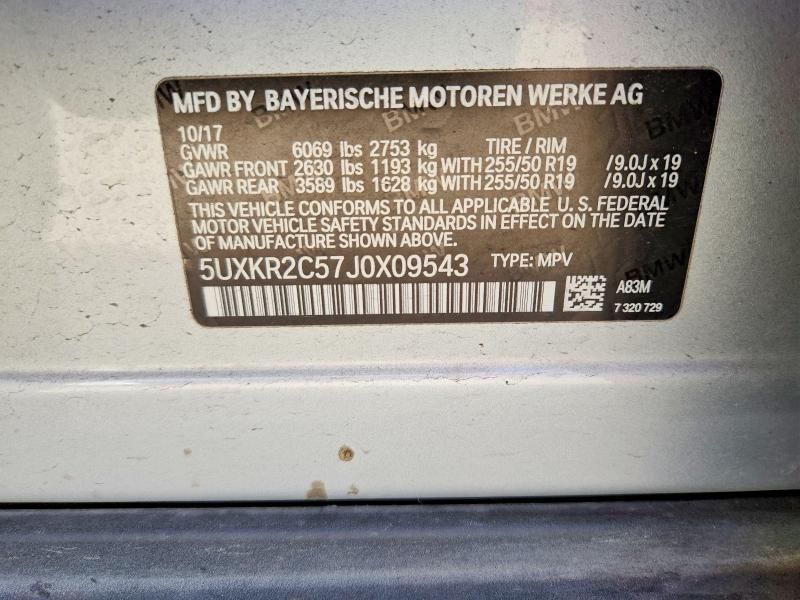 MFD BY BAYERISCHE MOTOREN WERKE AG
10/17
GVWR 6069 lbs 2753 kg TIRE / RIM
GAWR FRONT 2630 lbs 1193 kg WITH 255/50 R19 /9.0J x 19
GAWR REAR 3589 lbs 1628 kg WITH 255/50 R19 /9.0J x 19
THIS VEHICLE CONFORMS TO ALL APPLICABLE U. S. FEDERAL
MOTOR VEHICLE SAFETY STANDARDS IN EFFECT ON THE DATE
OF MANUFACTURE SHOWN ABOVE.
5UXKR2C57J0X09543 TYPE: MPV
A83M
7 320 729